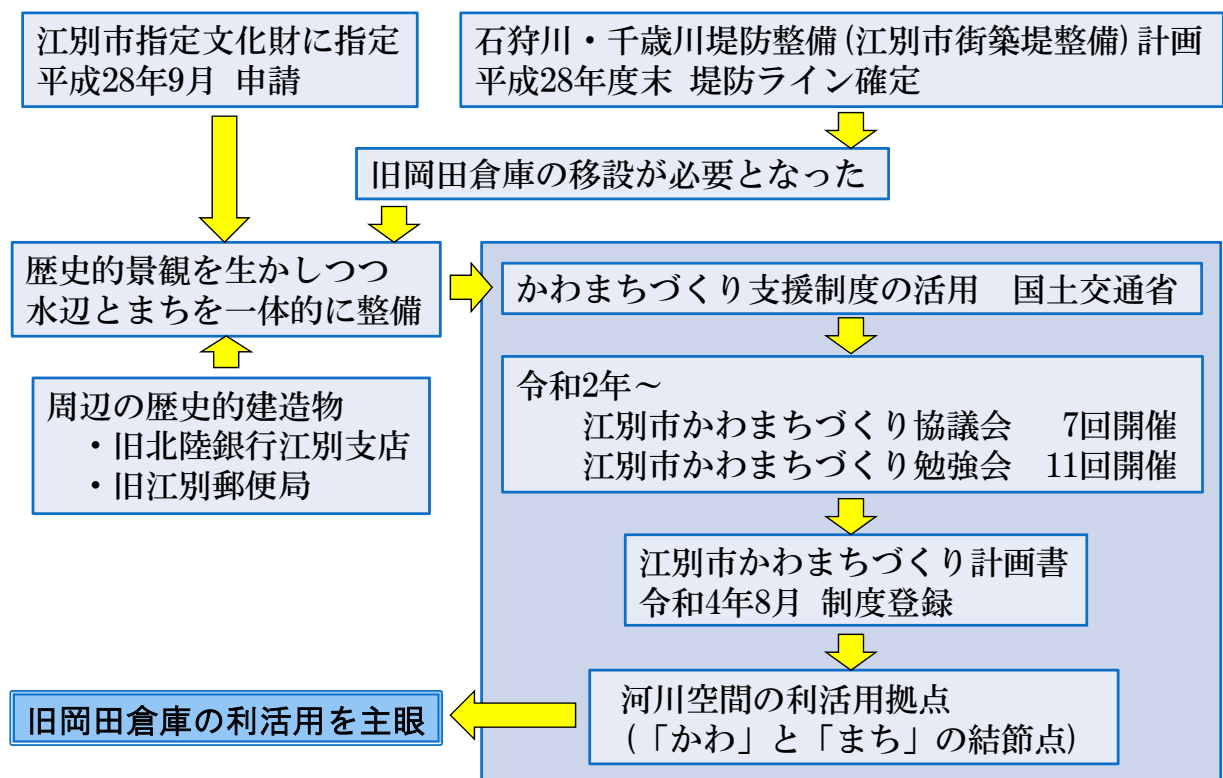 江別市指定文化財に指定
平成28年9月 申請
石狩川・千歳川堤防整備(江別市街築堤整備)計画
平成28年度末 堤防ライン確定
旧岡田倉庫の移設が必要となった
歴史的景観を生かしつつ
水辺とまちを一体的に整備
周辺の歴史的建造物
・旧北陸銀行江別支店
・旧江別郵便局
かわまちづくり支援制度の活用 国土交通省
令和2年～
江別市かわまちづくり協議会 7回開催
江別市かわまちづくり勉強会 11回開催
江別市かわまちづくり計画書
令和4年8月 制度登録
河川空間の利活用拠点
(「かわ」と「まち」の結節点)
旧岡田倉庫の利活用を主眼